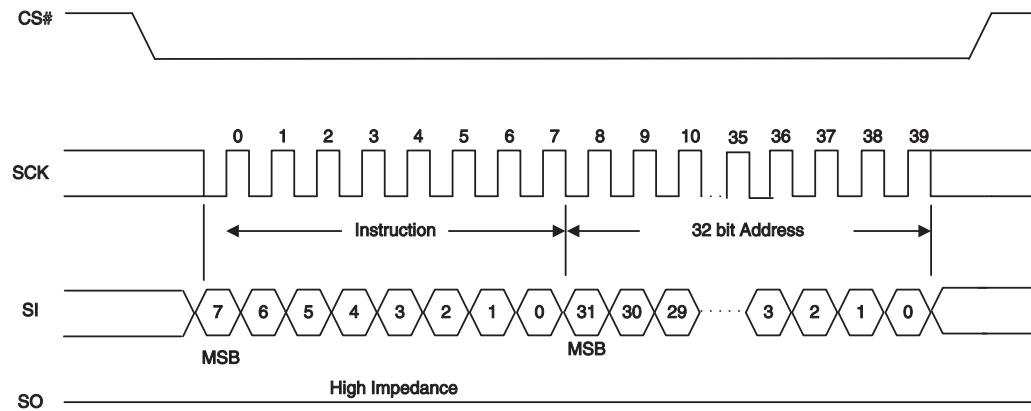 CS#
0 1 2 3 4 5 6 7 8 9 10 35 36 37 38 39
SCK
Instruction 32 bit Address
SI 7 6 5 4 3 2 1 0 31 30 29 3 2 1 0
MSB MSB
High Impedance
SO